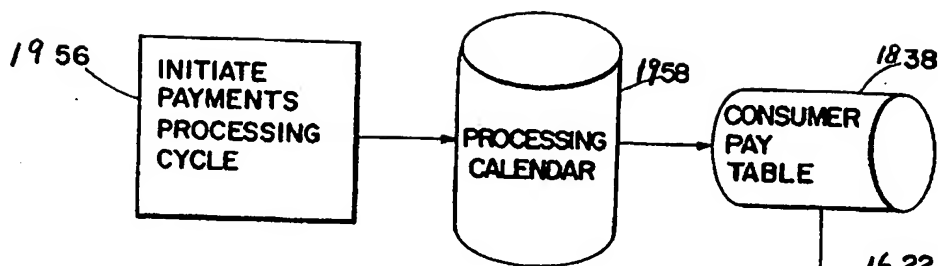 1956
INITIATE
PAYMENTS
PROCESSING
CYCLE
1958
PROCESSING
CALENDAR
1838
CONSUMER
PAY
TABLE